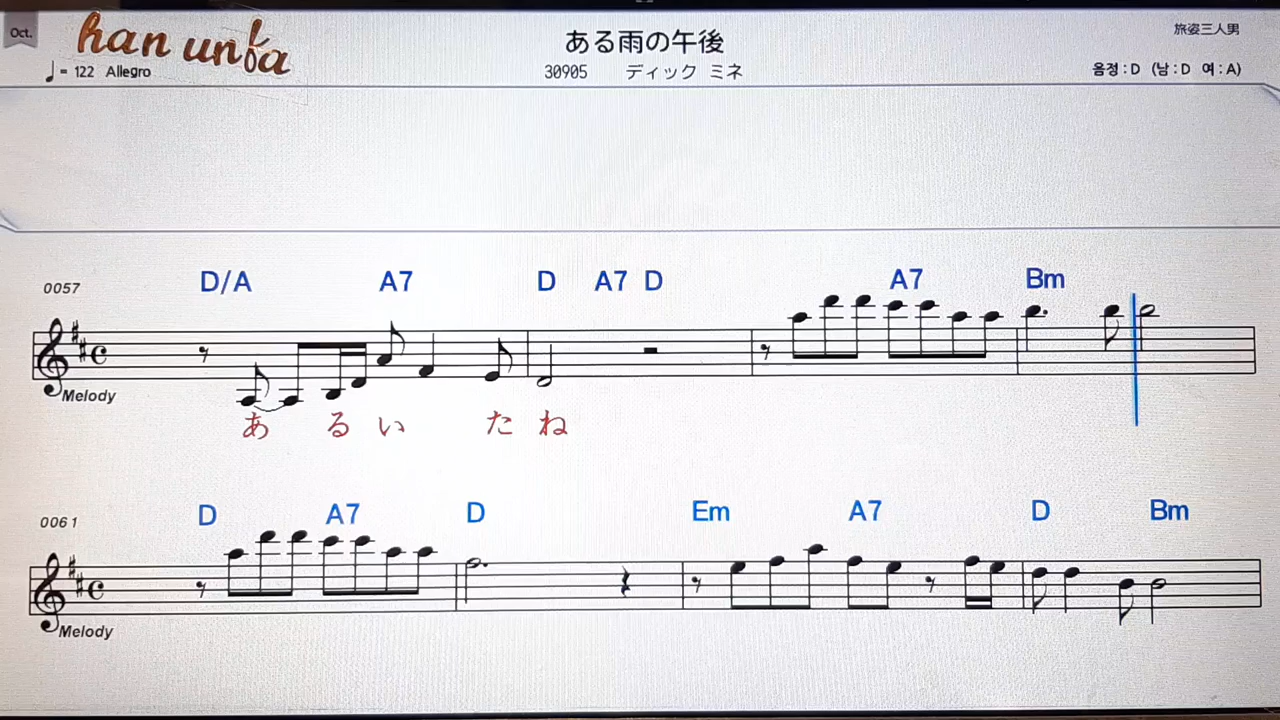 Oct.
han unba
ある雨の午後
旅姿三人男
♩= 122 Allegro
30905 ディック ミネ
음정 : D (남 : D 여 : A)
0057
D/A A7 D A7 D A7 Bm
Melody
あ る い た ね
0061
D A7 D Em A7 D Bm
Melody